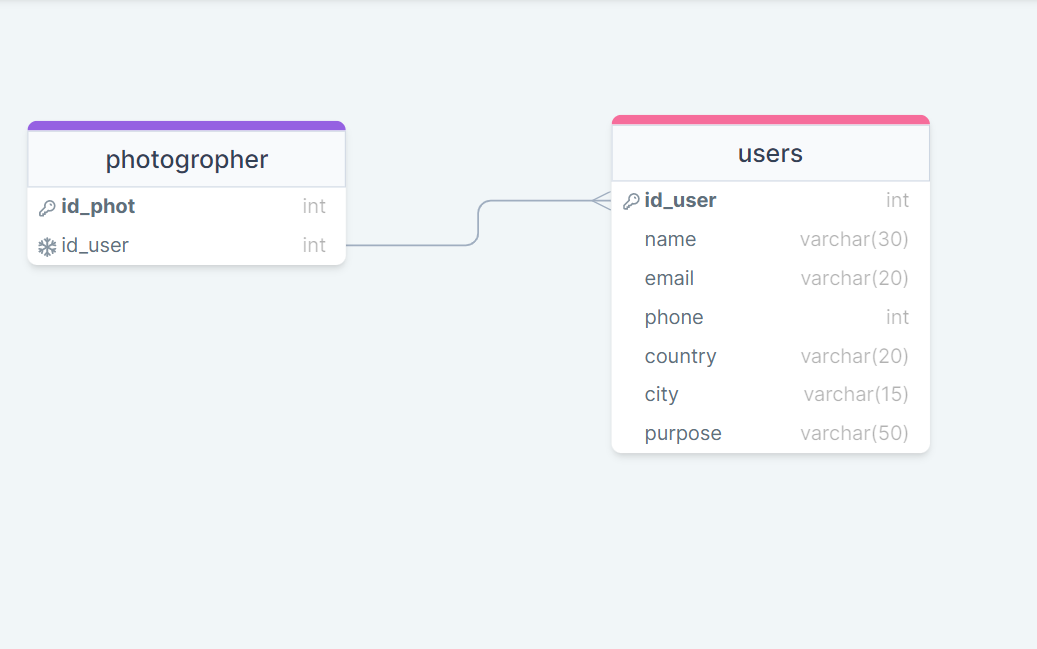 photogropher
id_phot int
id_user int
users
id_user int
name varchar(30)
email varchar(20)
phone int
country varchar(20)
city varchar(15)
purpose varchar(50)